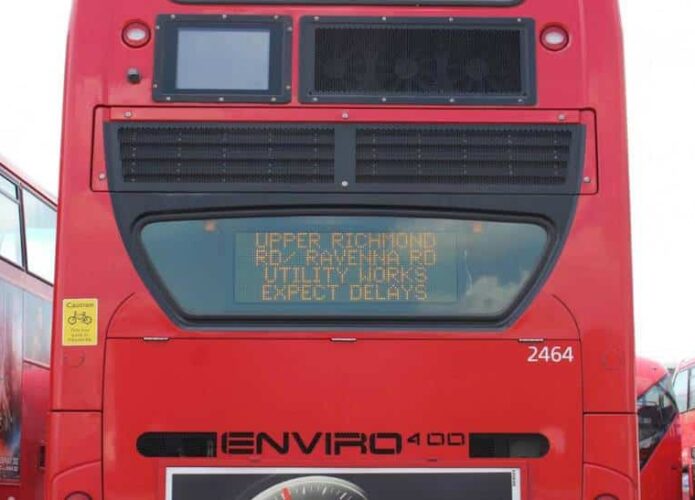 UPPER RICHMOND
RD/ RAVENNA RD
UTILITY WORKS
EXPECT DELAYS
Caution
2464
ENVIRO400